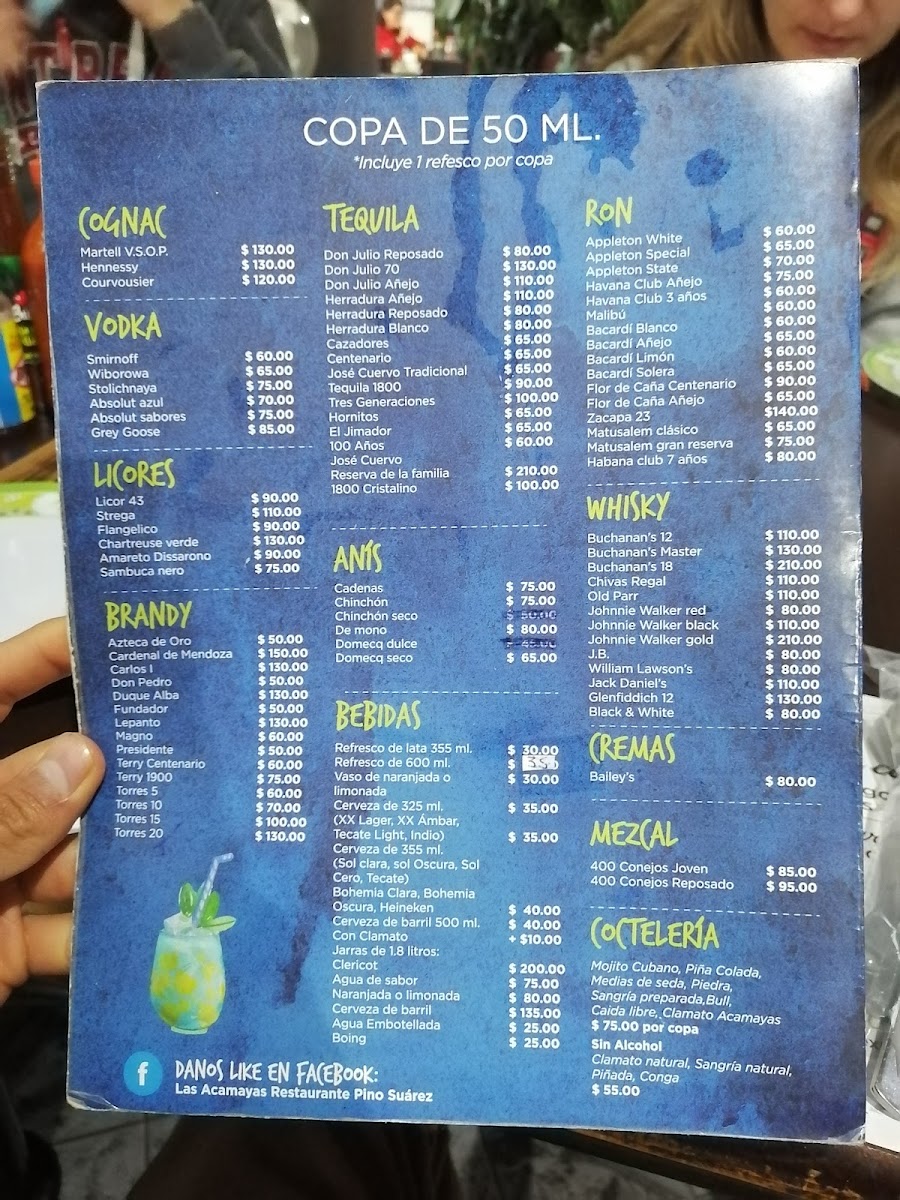 COPA DE 50 ML.
*Incluye 1 refesco por copa
COGNAC
Martell V.S.O.P. $ 130.00
Hennessy $ 130.00
Courvousier $ 120.00
VODKA
Smirnoff $ 60.00
Wiborowa $ 65.00
Stolichnaya $ 75.00
Absolut azul $ 70.00
Absolut sabores $ 75.00
Grey Goose $ 85.00
LICORES
Licor 43 $ 90.00
Strega $ 110.00
Flangelico $ 90.00
Chartreuse verde $ 130.00
Amareto Dissarono $ 90.00
Sambuca nero $ 75.00
BRANDY
Azteca de Oro $ 50.00
Cardenal de Mendoza $ 150.00
Carlos I $ 130.00
Don Pedro $ 50.00
Duque Alba $ 130.00
Fundador $ 50.00
Lepanto $ 130.00
Magno $ 60.00
Presidente $ 50.00
Terry Centenario $ 60.00
Terry 1900 $ 75.00
Torres 5 $ 60.00
Torres 10 $ 70.00
Torres 15 $ 100.00
Torres 20 $ 130.00
TEQUILA
Don Julio Reposado $ 80.00
Don Julio 70 $ 130.00
Don Julio Añejo $ 110.00
Herradura Añejo $ 110.00
Herradura Reposado $ 80.00
Herradura Blanco $ 80.00
Cazadores $ 65.00
Centenario $ 65.00
José Cuervo Tradicional $ 65.00
Tequila 1800 $ 90.00
Tres Generaciones $ 100.00
Hornitos $ 65.00
El Jimador $ 65.00
100 Años $ 60.00
José Cuervo
Reserva de la familia $ 210.00
1800 Cristalino $ 100.00
ANÍS
Cadenas $ 75.00
Chinchón $ 75.00
Chinchón seco $
De mono $ 80.00
Domecq dulce $
Domecq seco $ 65.00
BEBIDAS
Refresco de lata 355 ml. $ 30.00
Refresco de 600 ml. $ 35
Vaso de naranjada o $ 30.00
limonada
Cerveza de 325 ml. $ 35.00
(XX Lager, XX Ámbar,
Tecate Light, Indio) $ 35.00
Cerveza de 355 ml.
(Sol clara, sol Oscura, Sol
Cero, Tecate)
Bohemia Clara, Bohemia
Oscura, Heineken $ 40.00
Cerveza de barril 500 ml. $ 40.00
Con Clamato + $10.00
Jarras de 1.8 litros:
Clericot $ 200.00
Agua de sabor $ 75.00
Naranjada o limonada $ 80.00
Cerveza de barril $ 135.00
Agua Embotellada $ 25.00
Boing $ 25.00
RON
Appleton White $ 60.00
Appleton Special $ 65.00
Appleton State $ 70.00
Havana Club Añejo $ 75.00
Havana Club 3 años $ 60.00
Malibú $ 60.00
Bacardí Blanco $ 60.00
Bacardí Añejo $ 65.00
Bacardí Limón $ 60.00
Bacardí Solera $ 65.00
Flor de Caña Centenario $ 90.00
Flor de Caña Añejo $ 65.00
Zacapa 23 $140.00
Matusalem clásico $ 65.00
Matusalem gran reserva $ 75.00
Habana club 7 años $ 80.00
WHISKY
Buchanan's 12 $ 110.00
Buchanan's Master $ 130.00
Buchanan's 18 $ 210.00
Chivas Regal $ 110.00
Old Parr $ 110.00
Johnnie Walker red $ 80.00
Johnnie Walker black $ 110.00
Johnnie Walker gold $ 210.00
J.B. $ 80.00
William Lawson's $ 80.00
Jack Daniel's $ 110.00
Glenfiddich 12 $ 130.00
Black & White $ 80.00
CREMAS
Bailey's $ 80.00
MEZCAL
400 Conejos Joven $ 85.00
400 Conejos Reposado $ 95.00
COCTELERÍA
Mojito Cubano, Piña Colada,
Medias de seda, Piedra,
Sangría preparada,Bull,
Caida libre, Clamato Acamayas
$ 75.00 por copa
Sin Alcohol
Clamato natural, Sangría natural,
Piñada, Conga
$ 55.00
f DANOS LIKE EN FACEBOOK:
Las Acamayas Restaurante Pino Suárez